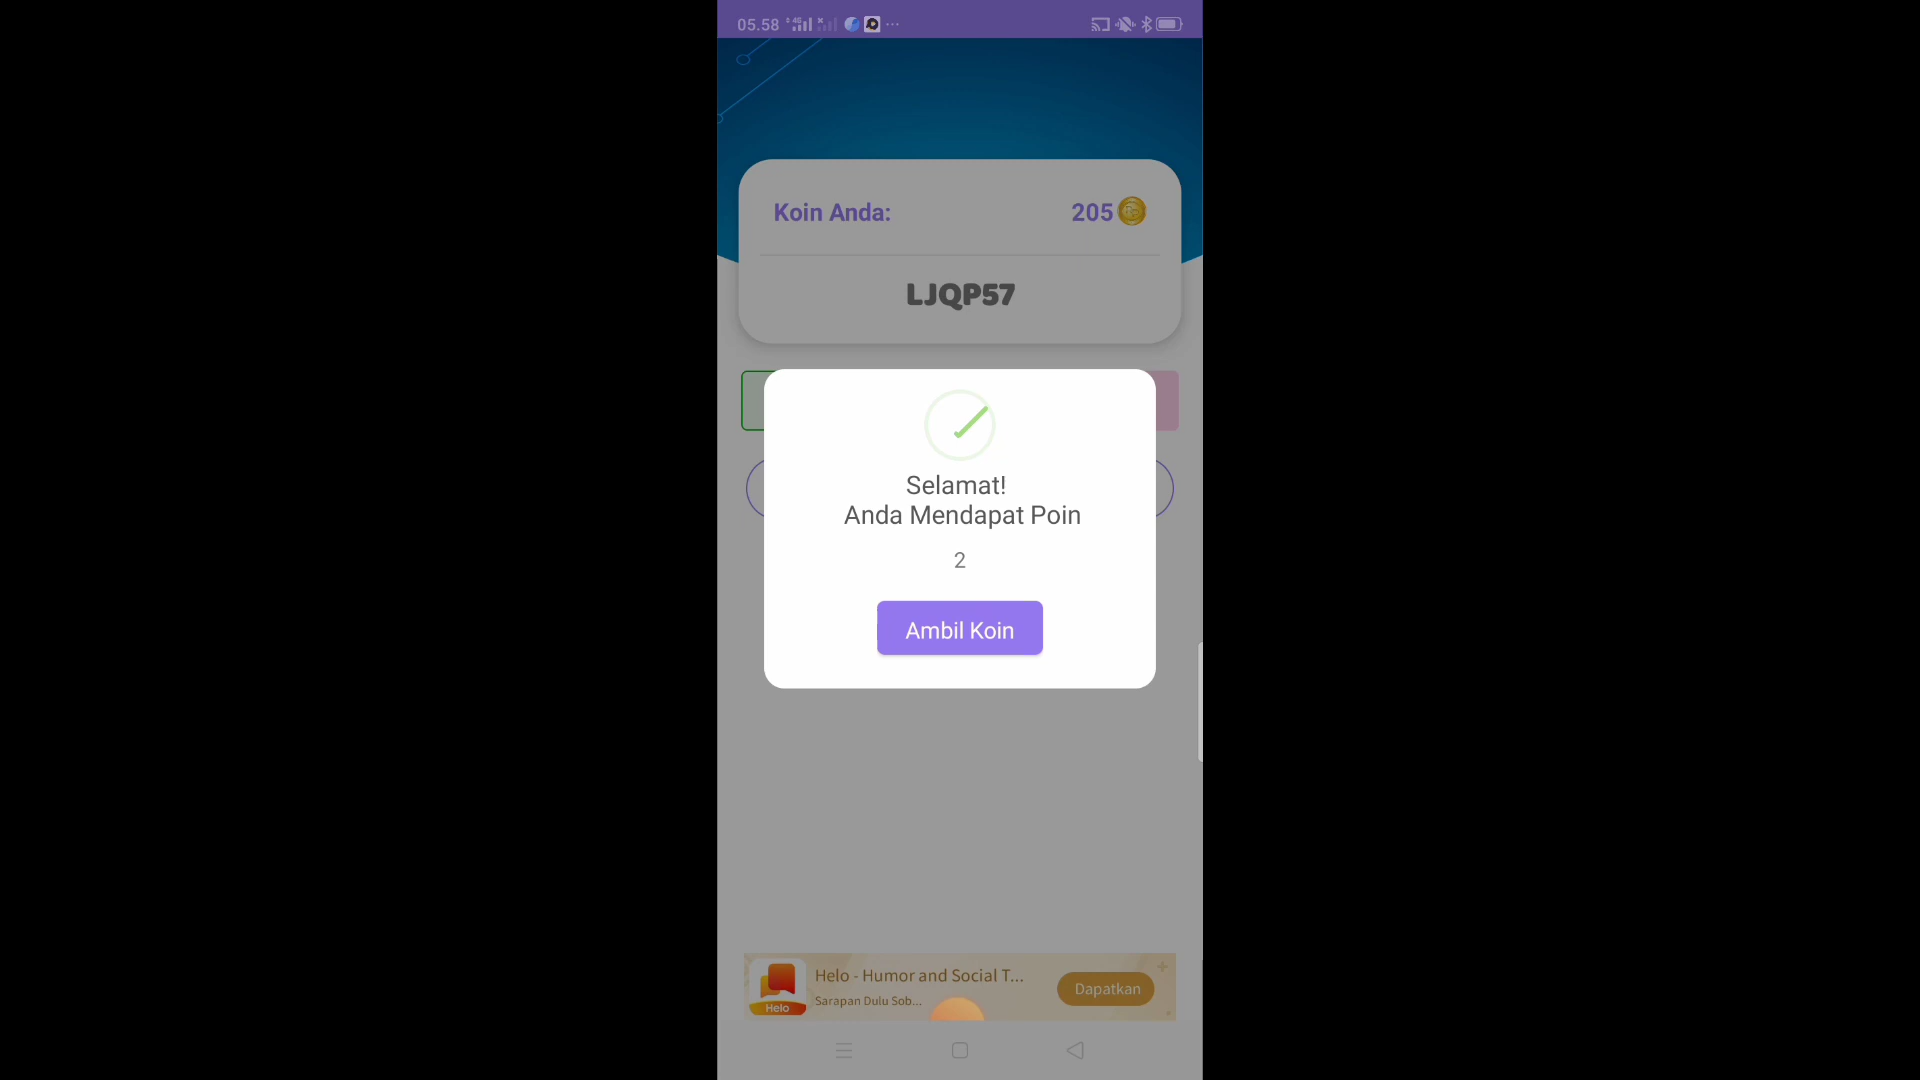 05.58
4G
Koin Anda:
205
LJQP57
Selamat!
Anda Mendapat Poin
2
Ambil Koin
Helo - Humor and Social T...
Sarapan Dulu Sob...
Dapatkan
Helo